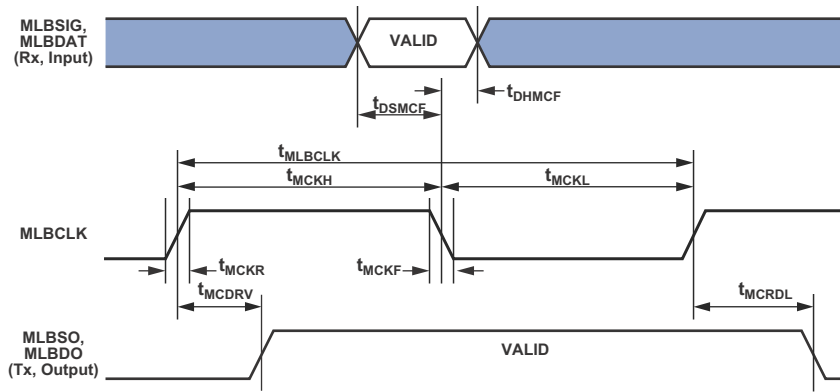 MLBSIG,
MLBDAT
(Rx, Input)
VALID
tDHMCF
tDSMCF
tMLBCLK
tMCKH
tMCKL
MLBCLK
tMCKR
tMCKF
tMCDRV
tMCRDL
MLBSO,
MLBDO
(Tx, Output)
VALID